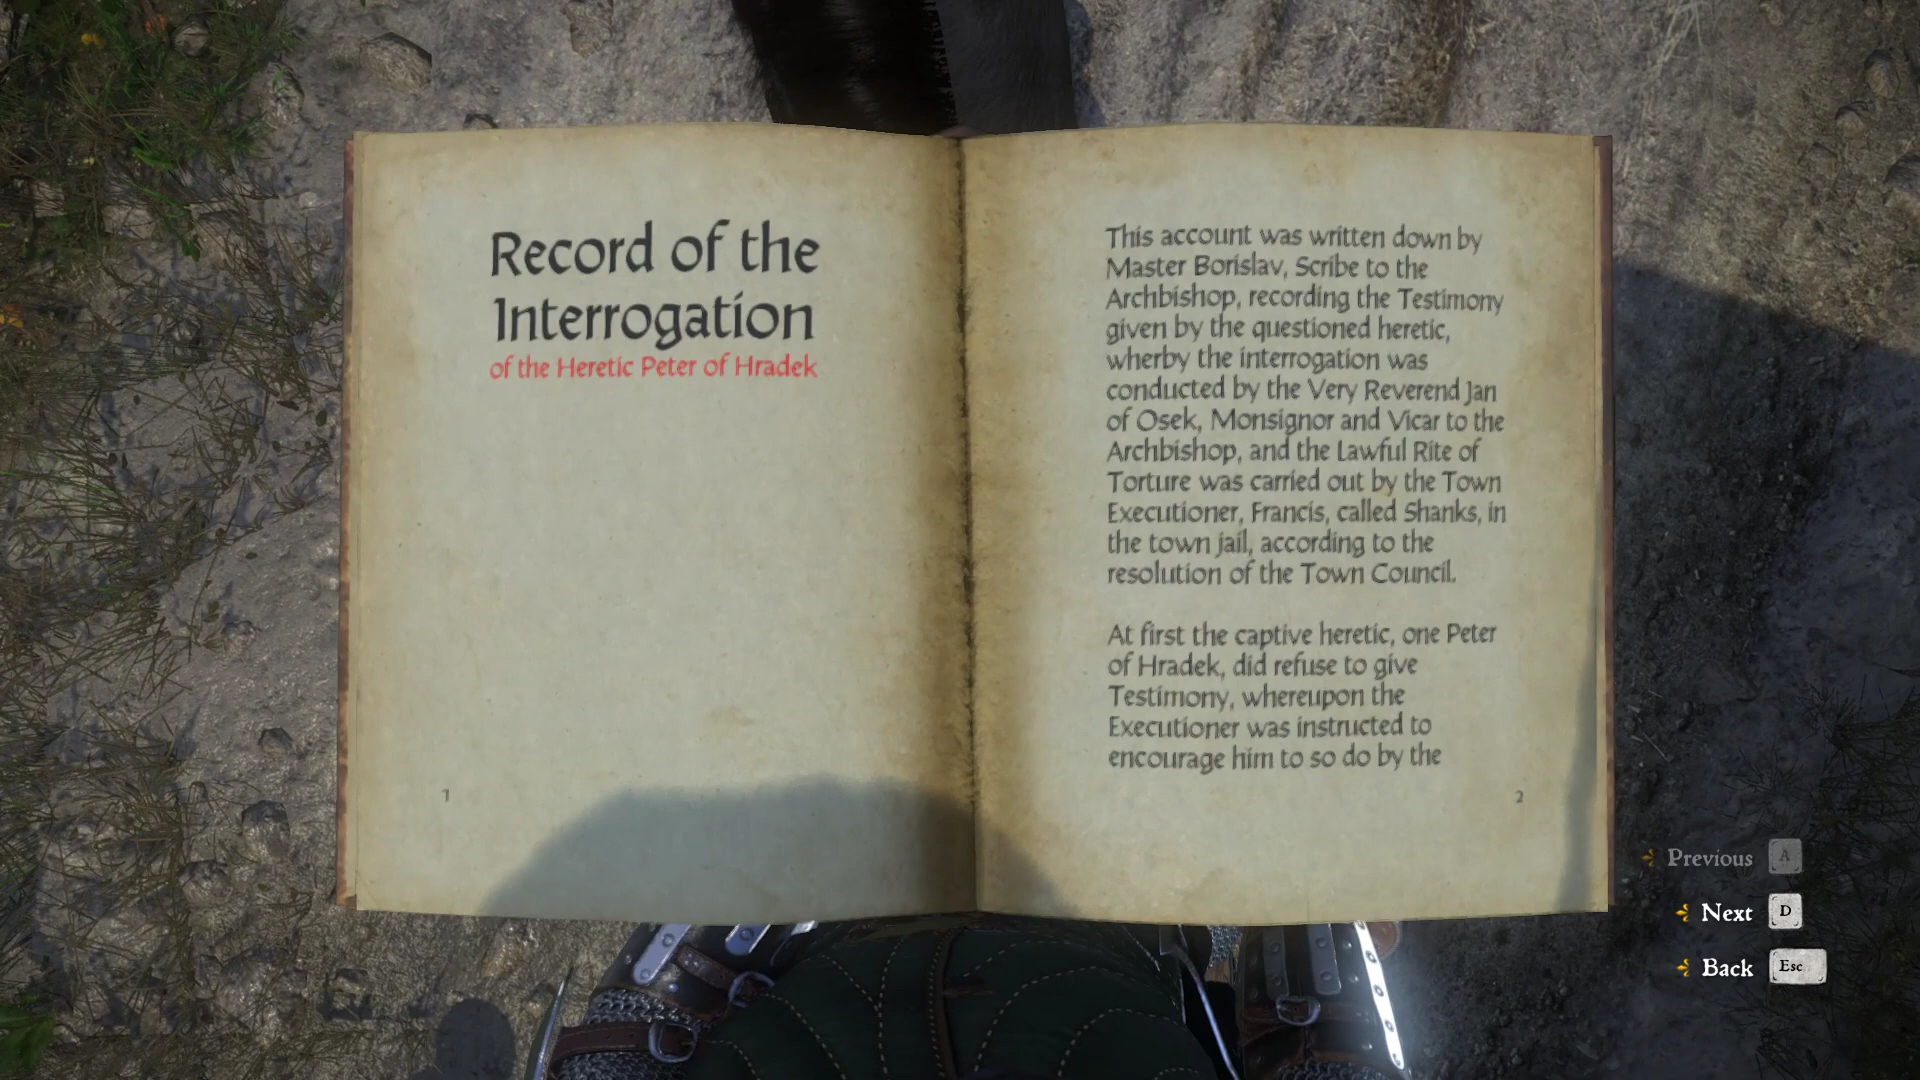 Record of the
Interrogation
of the Heretic Peter of Hradek
1
This account was written down by
Master Borislav, Scribe to the
Archbishop, recording the Testimony
given by the questioned heretic,
wherby the interrogation was
conducted by the Very Reverend Jan
of Osek, Monsignor and Vicar to the
Archbishop, and the Lawful Rite of
Torture was carried out by the Town
Executioner, Francis, called Shanks, in
the town jail, according to the
resolution of the Town Council.
At first the captive heretic, one Peter
of Hradek, did refuse to give
Testimony, whereupon the
Executioner was instructed to
encourage him to so do by the
2
Previous A
Next D
Back Esc